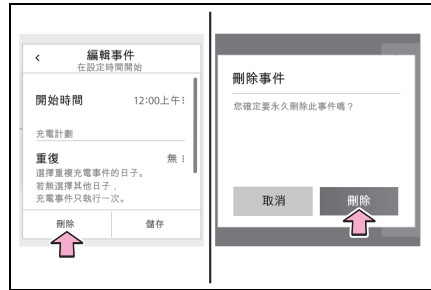 編輯事件
在設定時間開始
開始時間 12:00上午
充電計劃
重復 無
選擇重複充電事件的日子。
若無選擇其他日子，
充電事件只執行一次。
刪除 儲存
刪除事件
您確定要永久刪除此事件嗎？
取消 刪除